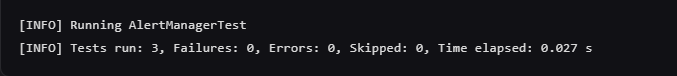 [INFO] Running AlertManagerTest
[INFO] Tests run: 3, Failures: 0, Errors: 0, Skipped: 0, Time elapsed: 0.027 s